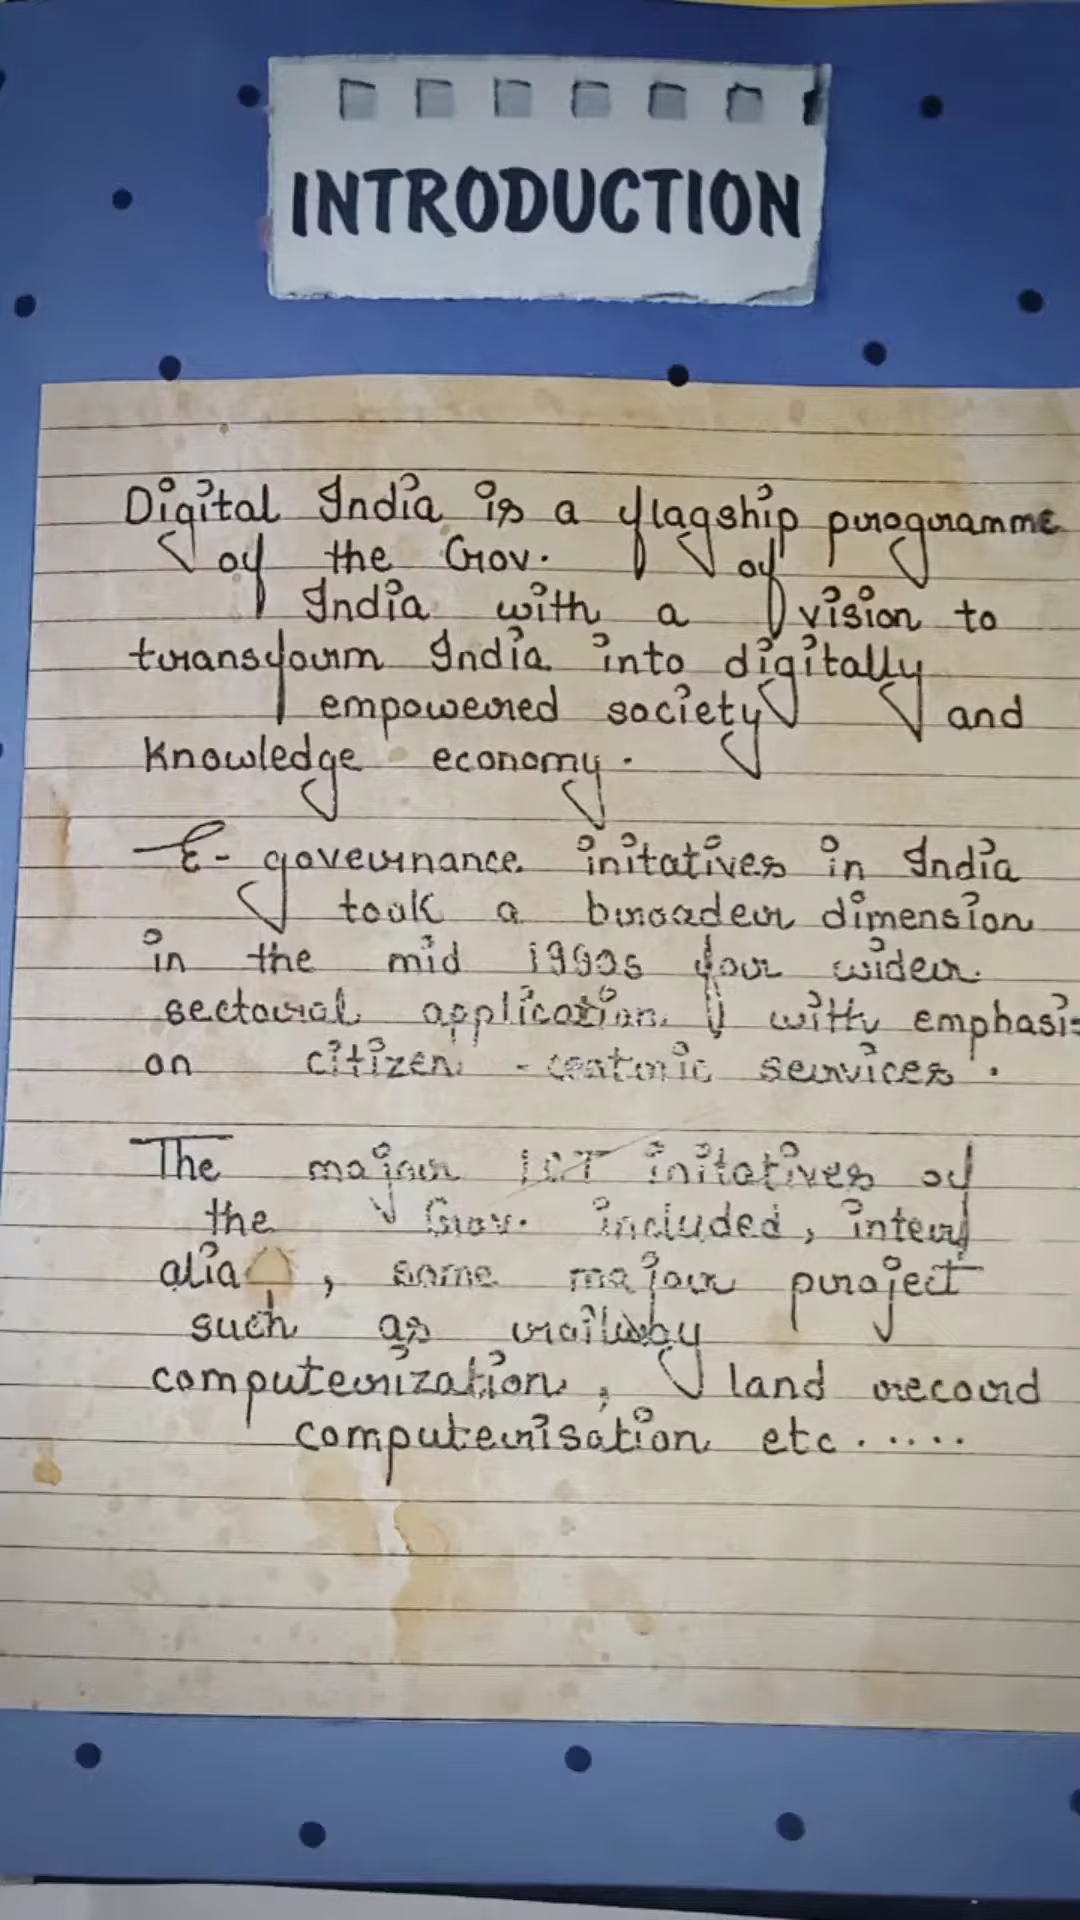 INTRODUCTION
Digital India is a flagship programme
of the Gov. of
India with a vision to
transform India into digitally
empowered society and
knowledge economy.
E- governance initatives in India
took a broader dimension
in the mid 1990s for wider
sectoral application with emphasis
on citizen - centric services.
The major ICT initatives of
the Gov. included, inter
alia, some major project
such as railway
computerization, land record
computerisation etc.....